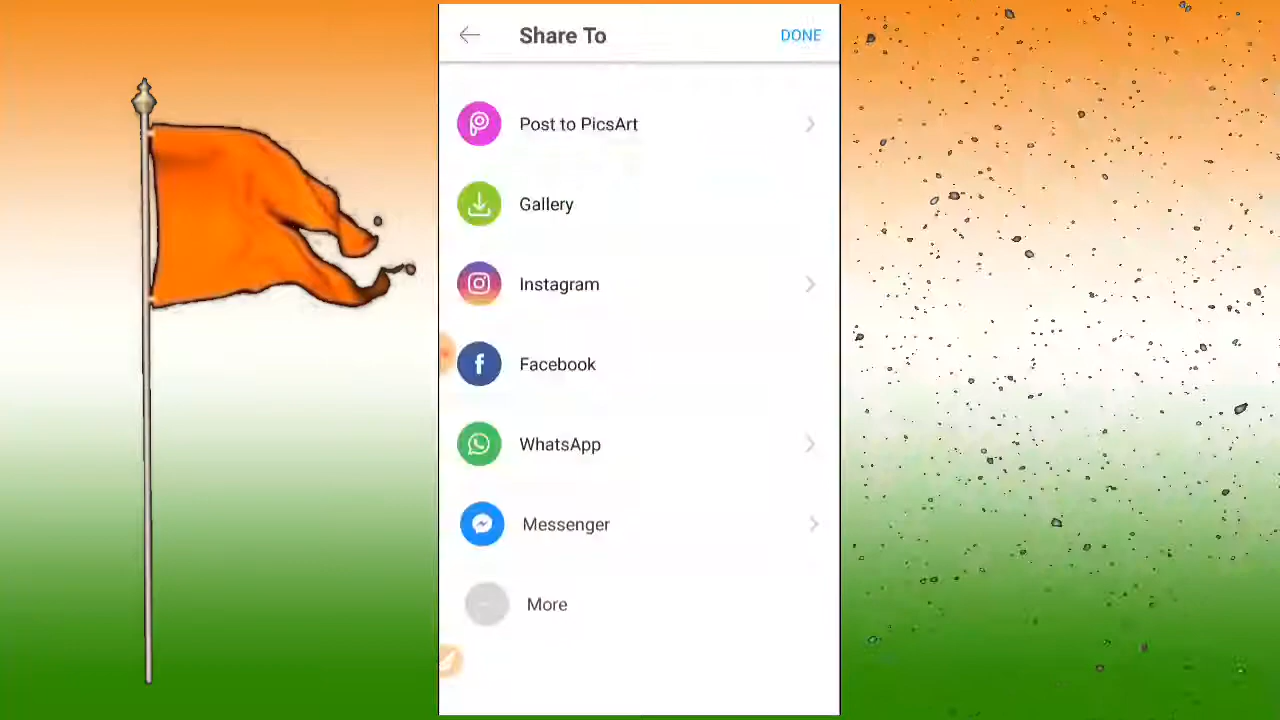 Share To
DONE
Post to PicsArt
Gallery
Instagram
Facebook
WhatsApp
Messenger
More